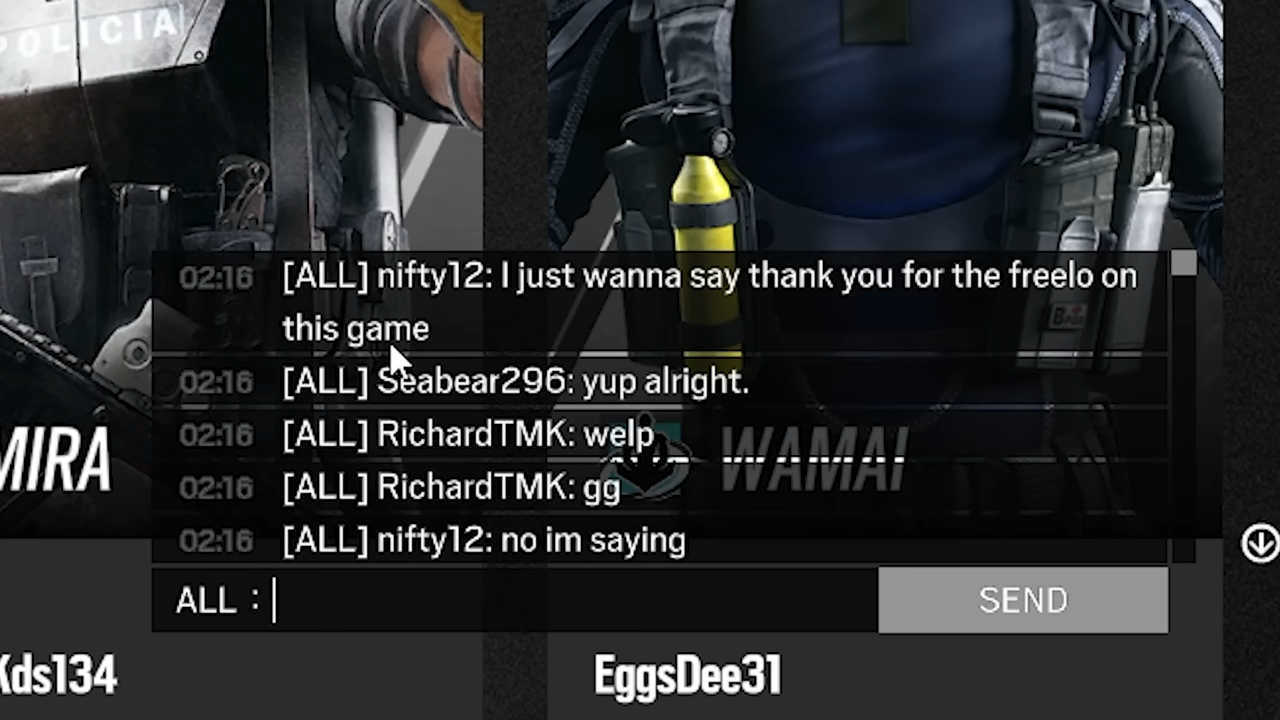 POLICIA
02:16 [ALL] nifty12: I just wanna say thank you for the freelo on
this game
02:16 [ALL] Seabear296: yup alright.
02:16 [ALL] RichardTMK: welp
MIRA
WAMAI
02:16 [ALL] RichardTMK: gg
02:16 [ALL] nifty12: no im saying
ALL : SEND
Kds134
EggsDee31